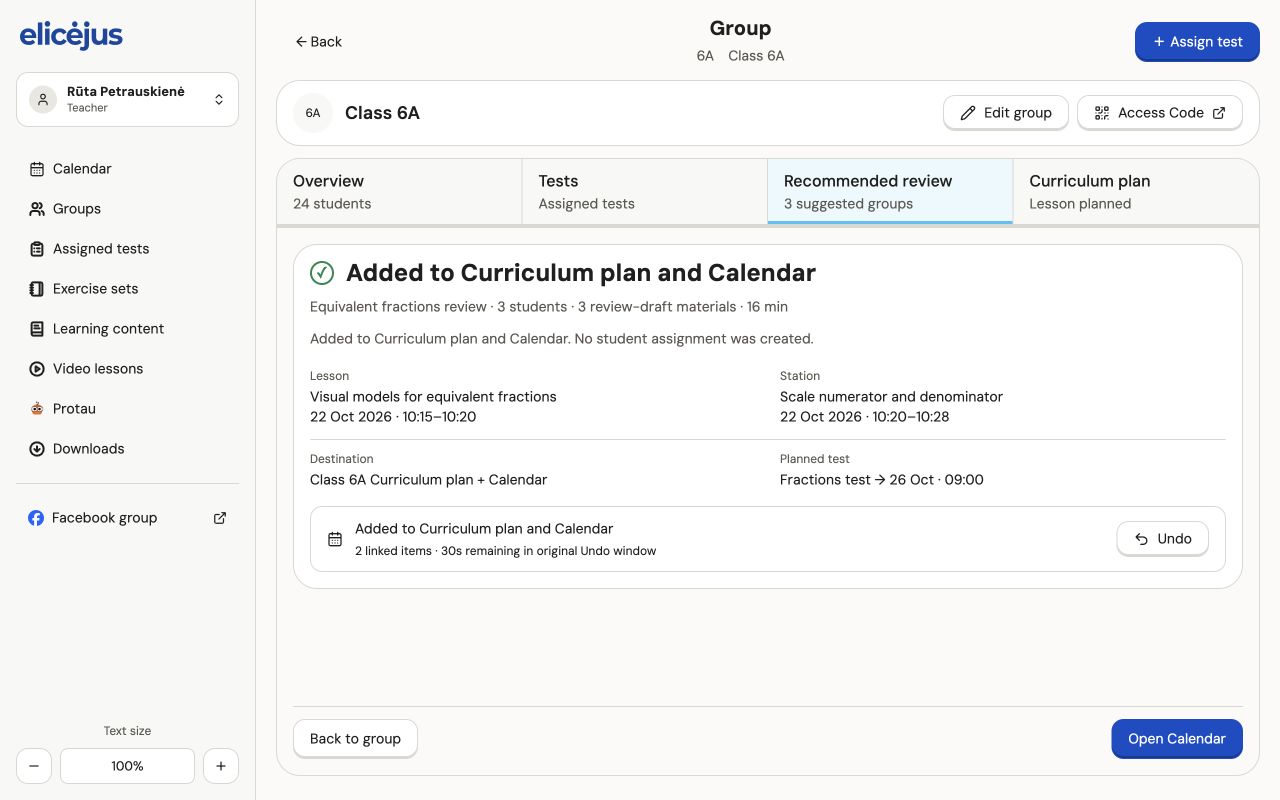 elicėjus
Rūta Petrauskienė
Teacher
Calendar
Groups
Assigned tests
Exercise sets
Learning content
Video lessons
Protau
Downloads
Facebook group
Text size
− 100% +
← Back
Group
6A Class 6A
+ Assign test
6A Class 6A
Edit group
Access Code
Overview
24 students
Tests
Assigned tests
Recommended review
3 suggested groups
Curriculum plan
Lesson planned
Added to Curriculum plan and Calendar
Equivalent fractions review · 3 students · 3 review-draft materials · 16 min
Added to Curriculum plan and Calendar. No student assignment was created.
Lesson
Visual models for equivalent fractions
22 Oct 2026 · 10:15–10:20
Station
Scale numerator and denominator
22 Oct 2026 · 10:20–10:28
Destination
Class 6A Curriculum plan + Calendar
Planned test
Fractions test → 26 Oct · 09:00
Added to Curriculum plan and Calendar
2 linked items · 30s remaining in original Undo window
Undo
Back to group
Open Calendar